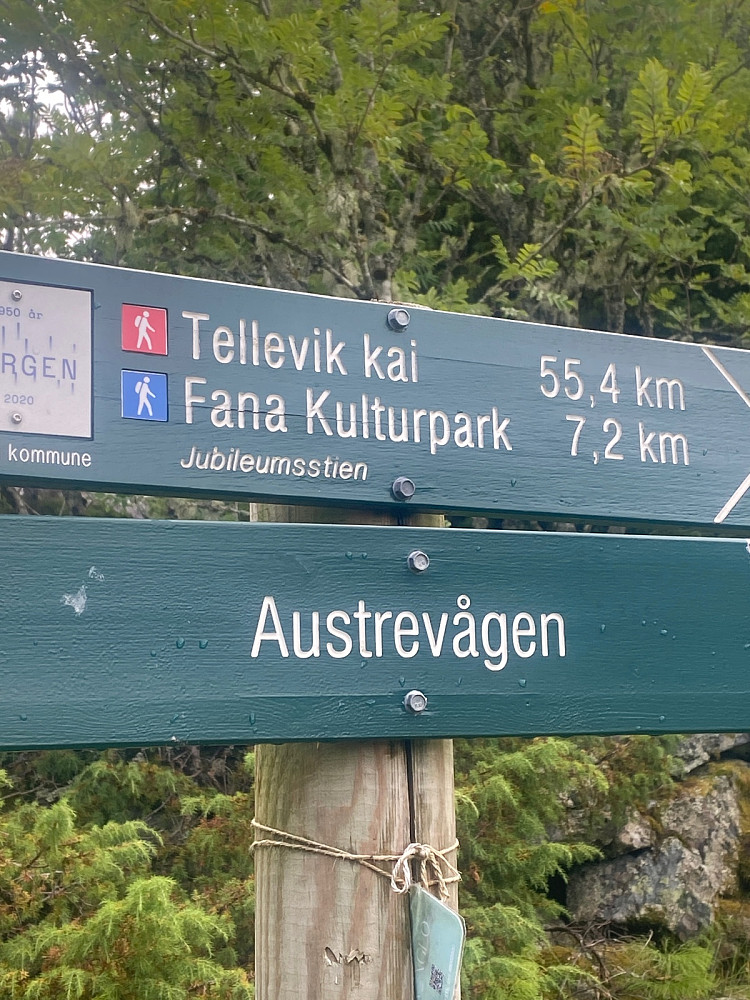 950 år
RGEN
2020
kommune
Tellevik kai 55,4 km
Fana Kulturpark 7,2 km
Jubileumsstien
Austrevågen